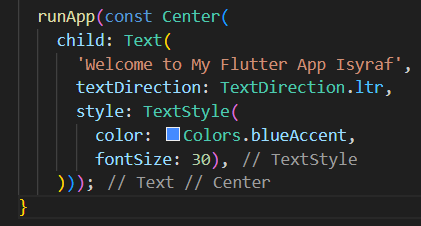 runApp(const Center(
child: Text(
'Welcome to My Flutter App Isyraf',
textDirection: TextDirection.ltr,
style: TextStyle(
color: Colors.blueAccent,
fontSize: 30), // TextStyle
))); // Text // Center
}